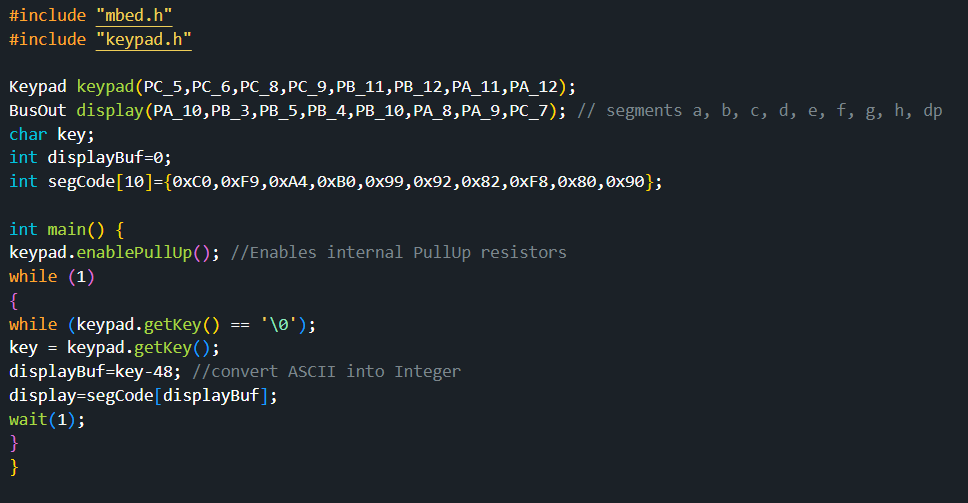 #include "mbed.h"
#include "keypad.h"
Keypad keypad(PC_5,PC_6,PC_8,PC_9,PB_11,PB_12,PA_11,PA_12);
BusOut display(PA_10,PB_3,PB_5,PB_4,PB_10,PA_8,PA_9,PC_7); // segments a, b, c, d, e, f, g, h, dp
char key;
int displayBuf=0;
int segCode[10]={0xC0,0xF9,0xA4,0xB0,0x99,0x92,0x82,0xF8,0x80,0x90};
int main() {
keypad.enablePullUp(); //Enables internal PullUp resistors
while (1)
{
while (keypad.getKey() == '\0');
key = keypad.getKey();
displayBuf=key-48; //convert ASCII into Integer
display=segCode[displayBuf];
wait(1);
}
}